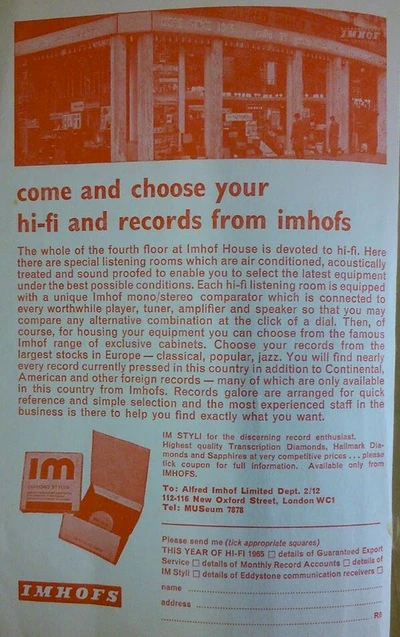 IMHOF
IMHOFS
come and choose your
hi-fi and records from imhofs
The whole of the fourth floor at Imhof House is devoted to hi-fi. Here
there are special listening rooms which are air conditioned, acoustically
treated and sound proofed to enable you to select the latest equipment
under the best possible conditions. Each hi-fi listening room is equipped
with a unique Imhof mono/stereo comparator which is connected to
every worthwhile player, tuner, amplifier and speaker so that you may
compare any alternative combination at the click of a dial. Then, of
course, for housing your equipment you can choose from the famous
Imhof range of exclusive cabinets. Choose your records from the
largest stocks in Europe — classical, popular, jazz. You will find nearly
every record currently pressed in this country in addition to Continental,
American and other foreign records — many of which are only available
in this country from Imhofs. Records galore are arranged for quick
reference and simple selection and the most experienced staff in the
business is there to help you find exactly what you want.
IM STYLI for the discerning record enthusiast.
Highest quality Transcription Diamonds, Hallmark Dia-
monds and Sapphires at very competitive prices . . . please
tick coupon for full information. Available only from
IMHOFS.
IM
To: Alfred Imhof Limited Dept. 2/12
112-116 New Oxford Street, London WC1
Tel: MUSeum 7878
Please send me (tick appropriate squares)
THIS YEAR OF HI-FI 1965 □ details of Guaranteed Export
Service □ details of Monthly Record Accounts □ details of
IM Styli □ details of Eddystone communication receivers □
name
address
R8
IMHOFS